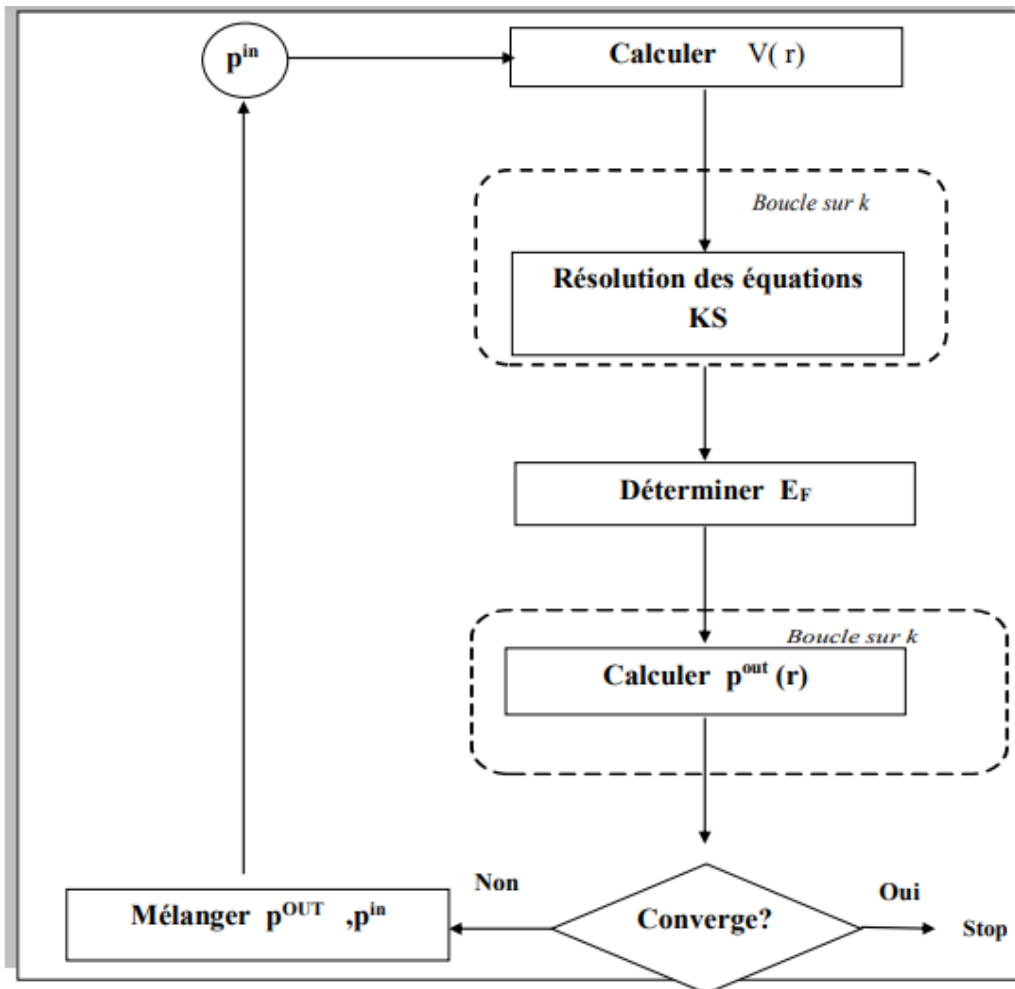 pⁱⁿ
Calculer V( r)
Boucle sur k
Résolution des équations
KS
Déterminer E_F
Boucle sur k
Calculer pᵒᵘᵗ (r)
Converge?
Non
Oui
Stop
Mélanger pᴼᵁᵀ ,pⁱⁿ